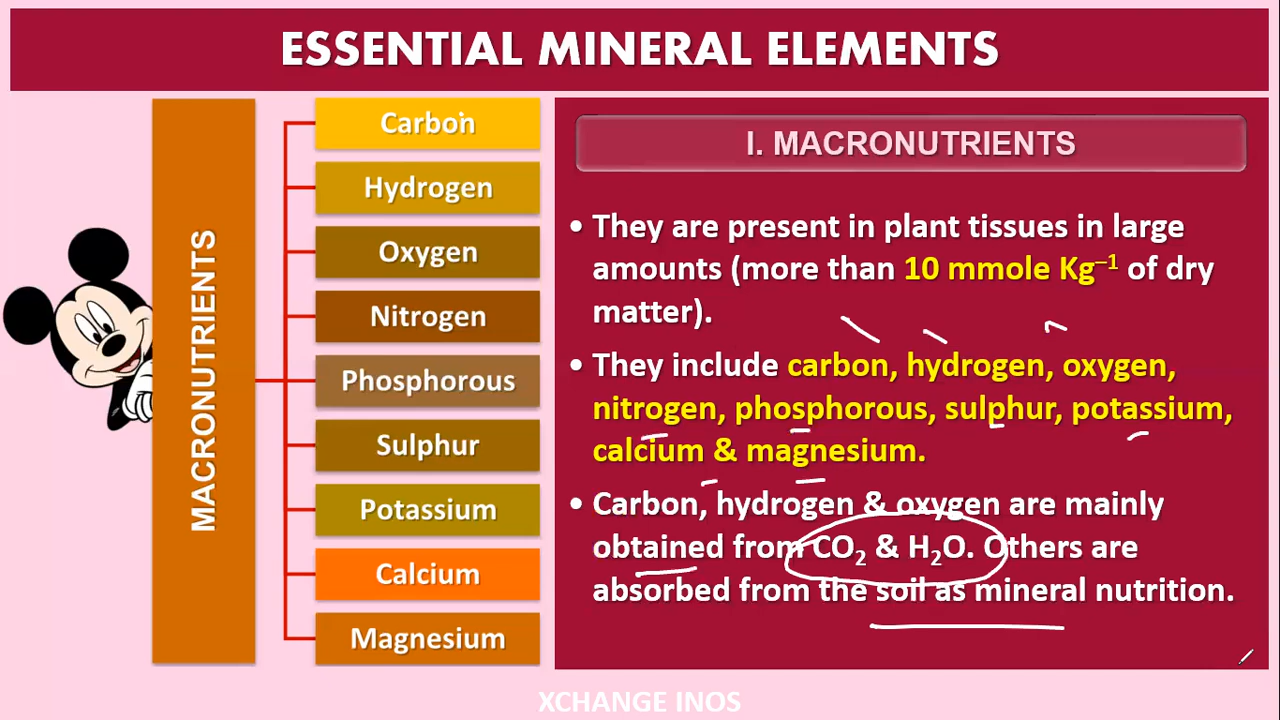 ESSENTIAL MINERAL ELEMENTS
MACRONUTRIENTS
Carbon
Hydrogen
Oxygen
Nitrogen
Phosphorous
Sulphur
Potassium
Calcium
Magnesium
I. MACRONUTRIENTS
• They are present in plant tissues in large
amounts (more than 10 mmole Kg⁻¹ of dry
matter).
• They include carbon, hydrogen, oxygen,
nitrogen, phosphorous, sulphur, potassium,
calcium & magnesium.
• Carbon, hydrogen & oxygen are mainly
obtained from CO₂ & H₂O. Others are
absorbed from the soil as mineral nutrition.
XCHANGE INOS